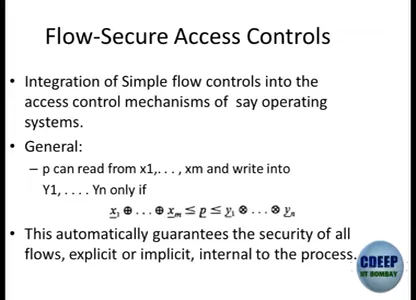 Flow-Secure Access Controls
• Integration of Simple flow controls into the
access control mechanisms of say operating
systems.
• General:
– p can read from x1,. . . , xm and write into
Y1, . . . . Yn only if
x₁ ⊕ . . . ⊕ xₘ ≤ p ≤ y₁ ⊗ . . . ⊗ yₙ
• This automatically guarantees the security of all
flows, explicit or implicit, internal to the process.
CDEEP
IIT BOMBAY